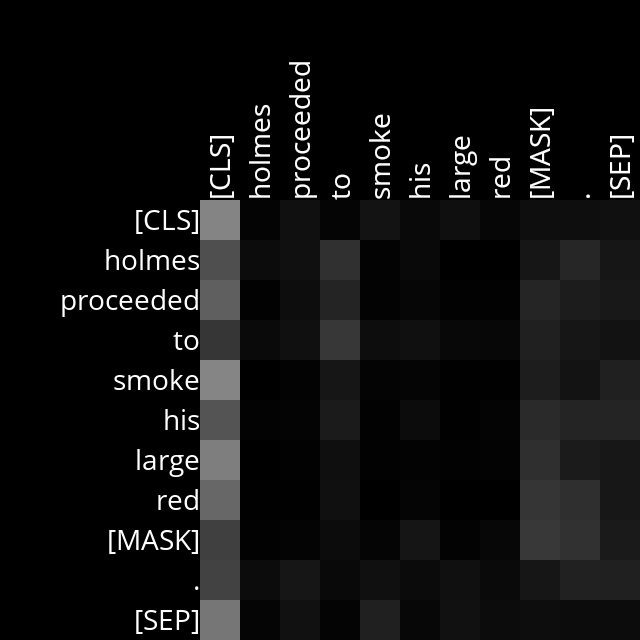 [CLS] holmes proceeded to smoke his large red [MASK] . [SEP]
[CLS]
holmes
proceeded
to
smoke
his
large
red
[MASK]
.
[SEP]